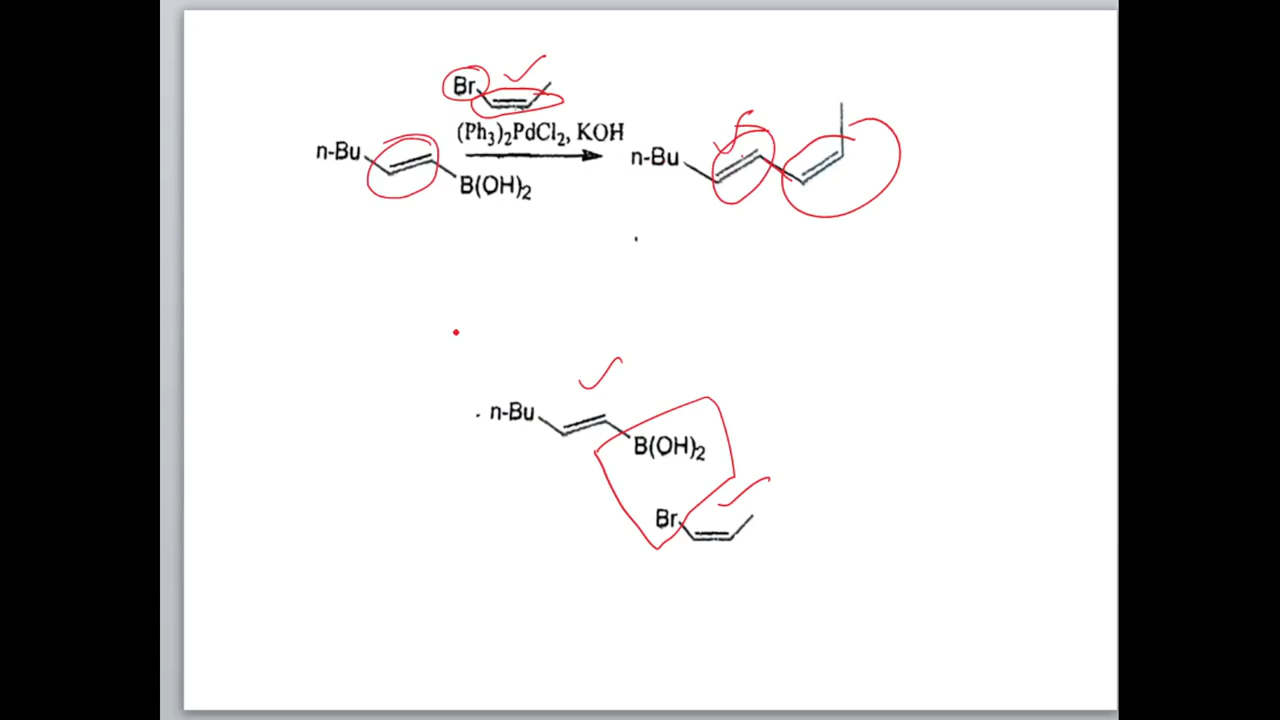 Br
(Ph₃)₂PdCl₂, KOH
n-Bu
n-Bu
B(OH)₂
n-Bu
B(OH)₂
Br